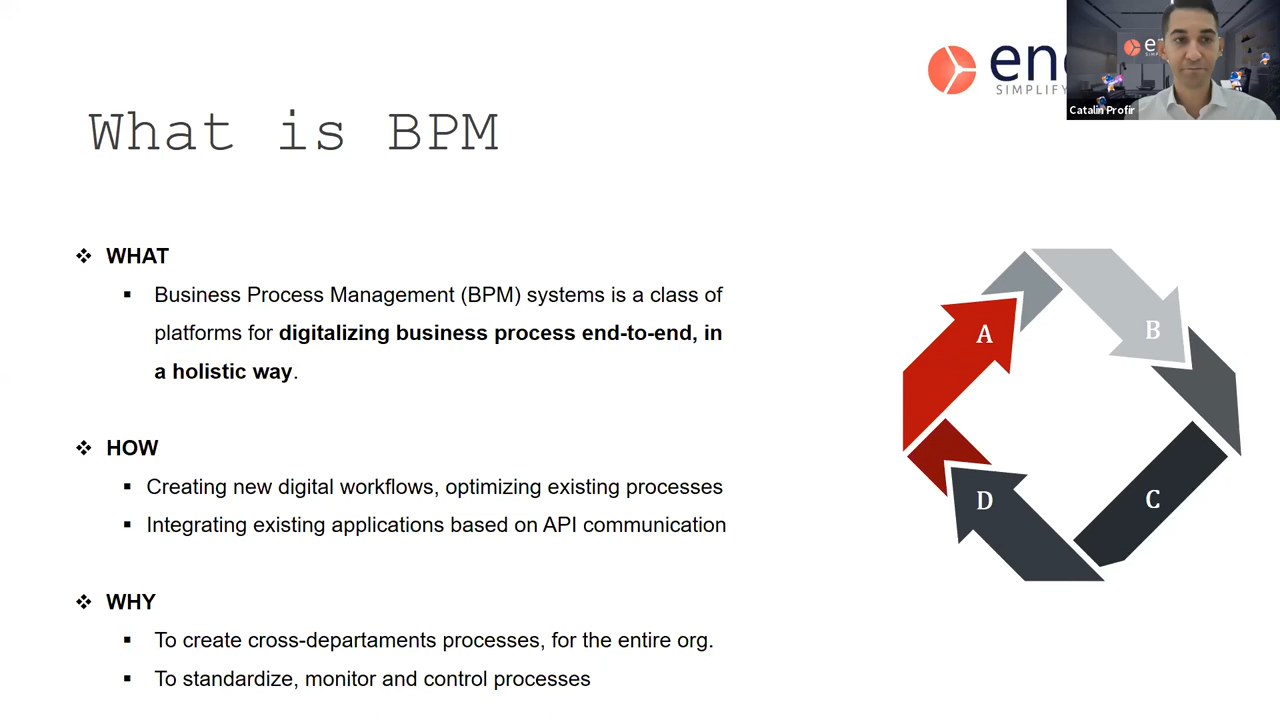 en
SIMPLIFY
Catalin Profir
What is BPM
❖ WHAT
▪ Business Process Management (BPM) systems is a class of
platforms for digitalizing business process end-to-end, in
a holistic way.
❖ HOW
▪ Creating new digital workflows, optimizing existing processes
▪ Integrating existing applications based on API communication
❖ WHY
▪ To create cross-departaments processes, for the entire org.
▪ To standardize, monitor and control processes
A
B
D
C